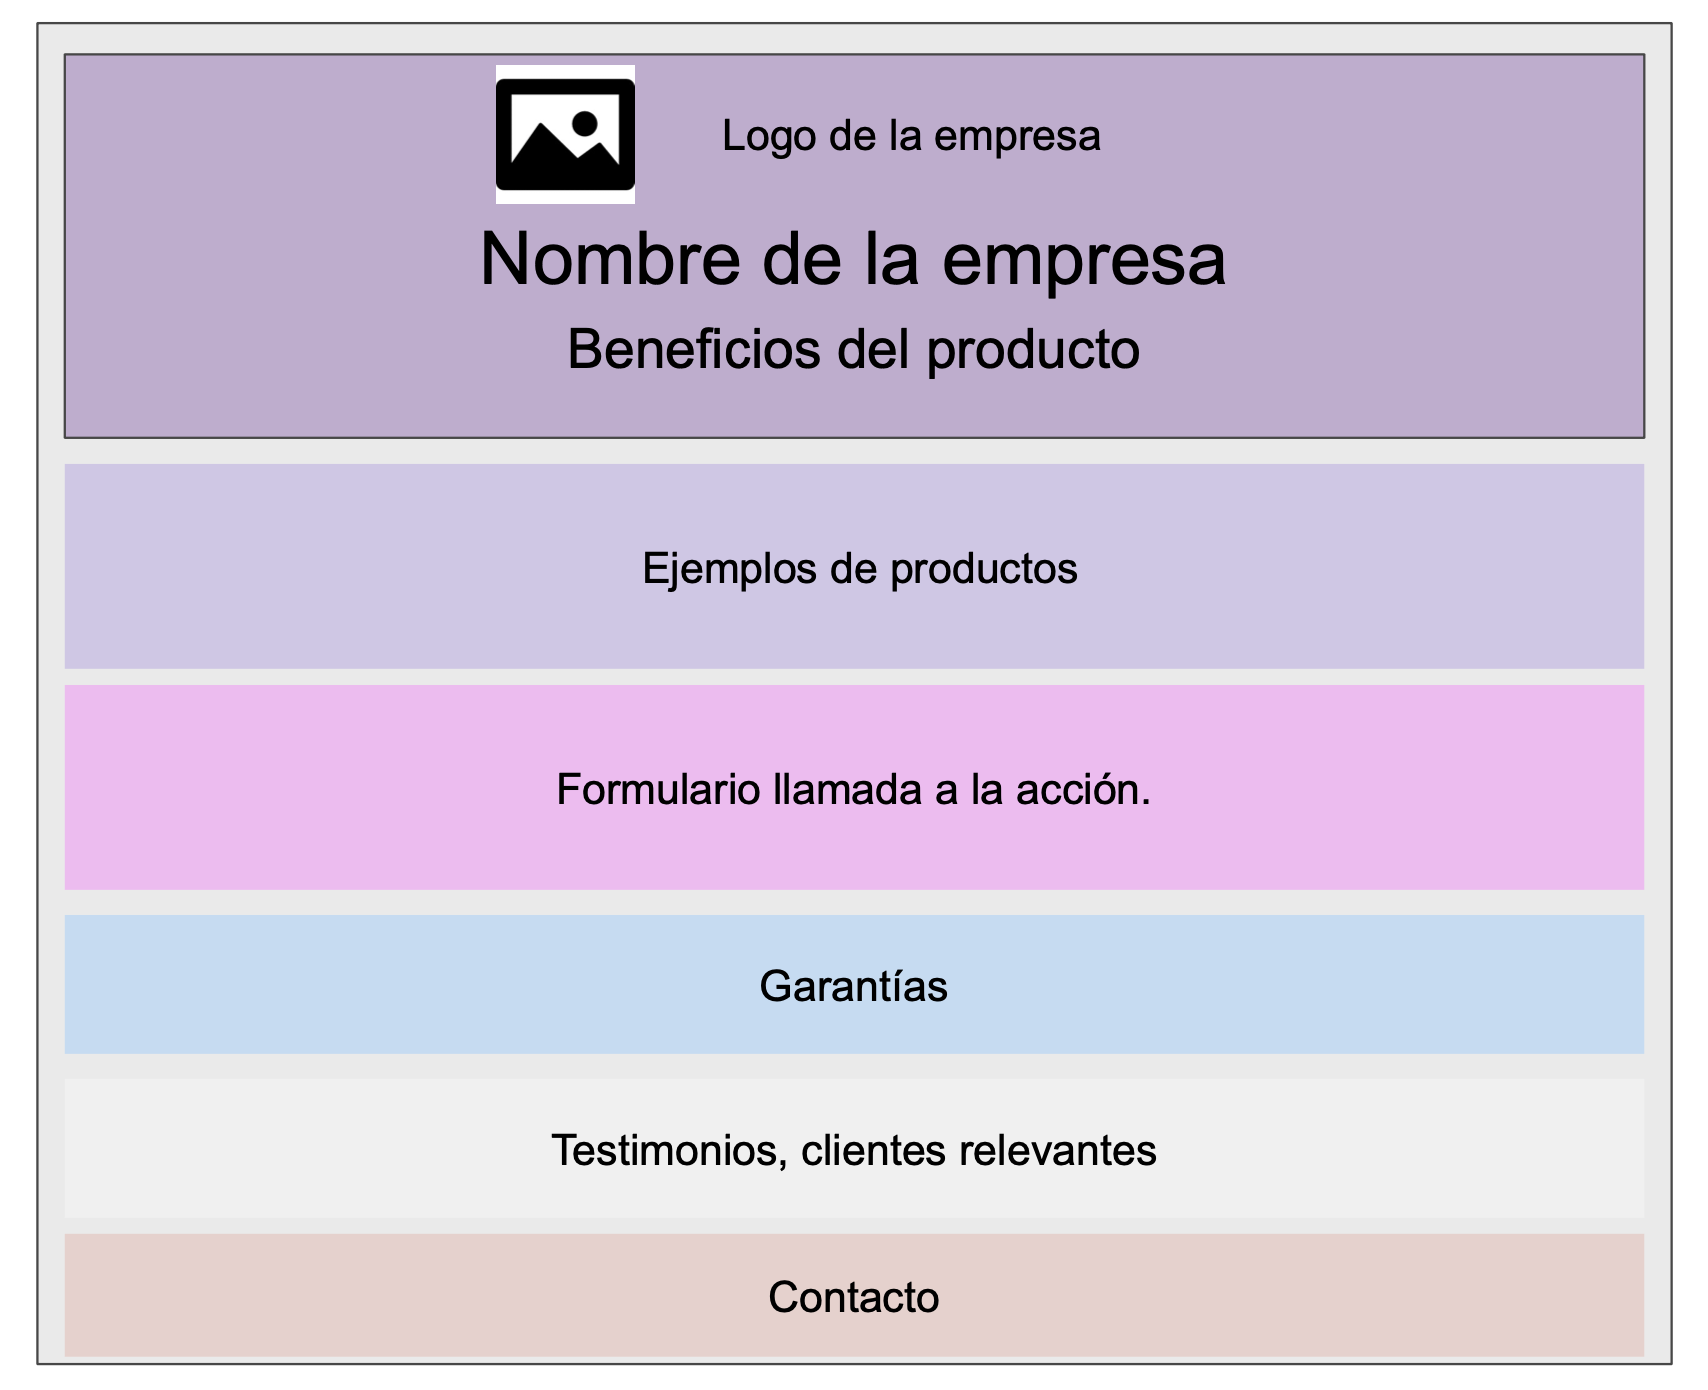 Logo de la empresa
Nombre de la empresa
Beneficios del producto
Ejemplos de productos
Formulario llamada a la acción.
Garantías
Testimonios, clientes relevantes
Contacto